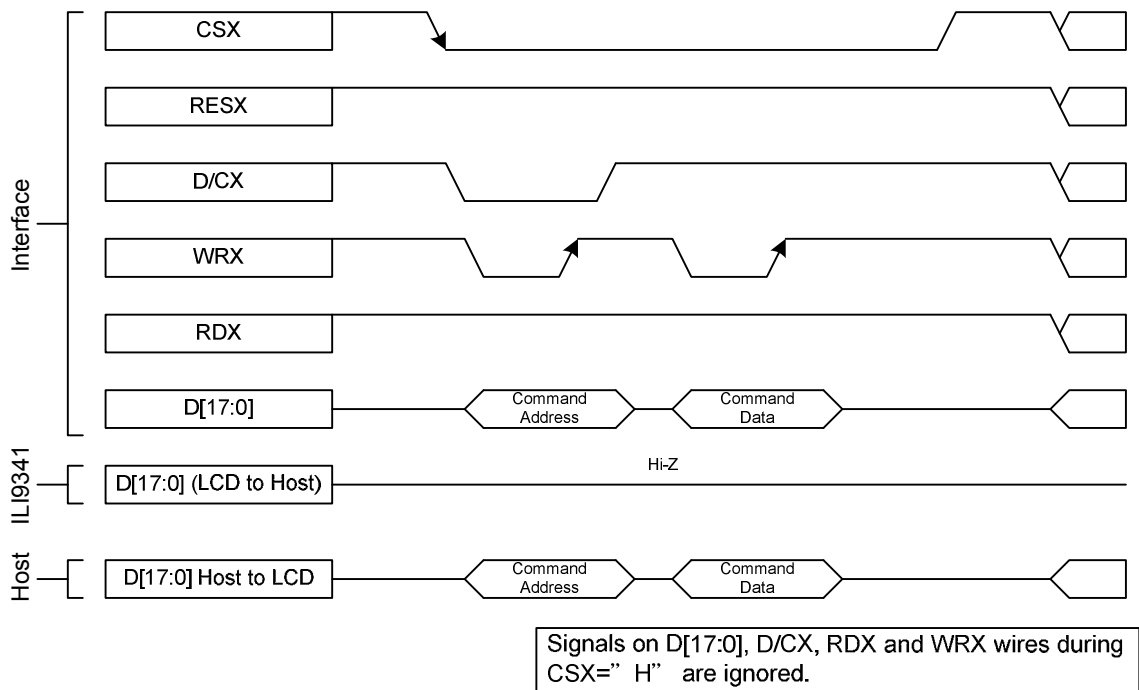 CSX
RESX
D/CX
WRX
RDX
D[17:0]
Interface
Command
Address
Command
Data
ILI9341
D[17:0] (LCD to Host)
Hi-Z
Host
D[17:0] Host to LCD
Command
Address
Command
Data
Signals on D[17:0], D/CX, RDX and WRX wires during
CSX=” H” are ignored.